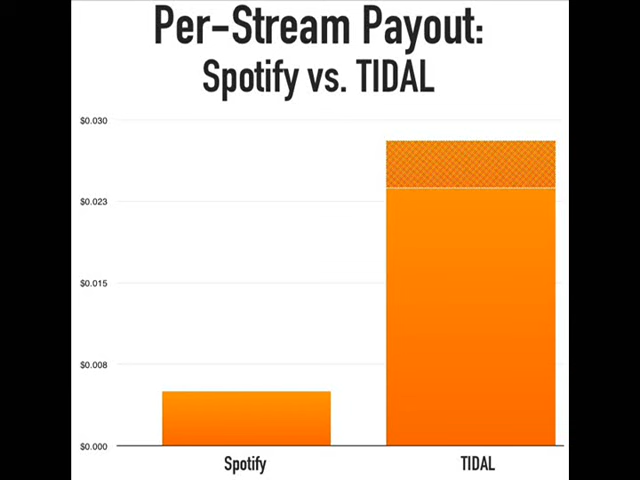 Per-Stream Payout:
Spotify vs. TIDAL
$0.030
$0.023
$0.015
$0.008
$0.000
Spotify TIDAL